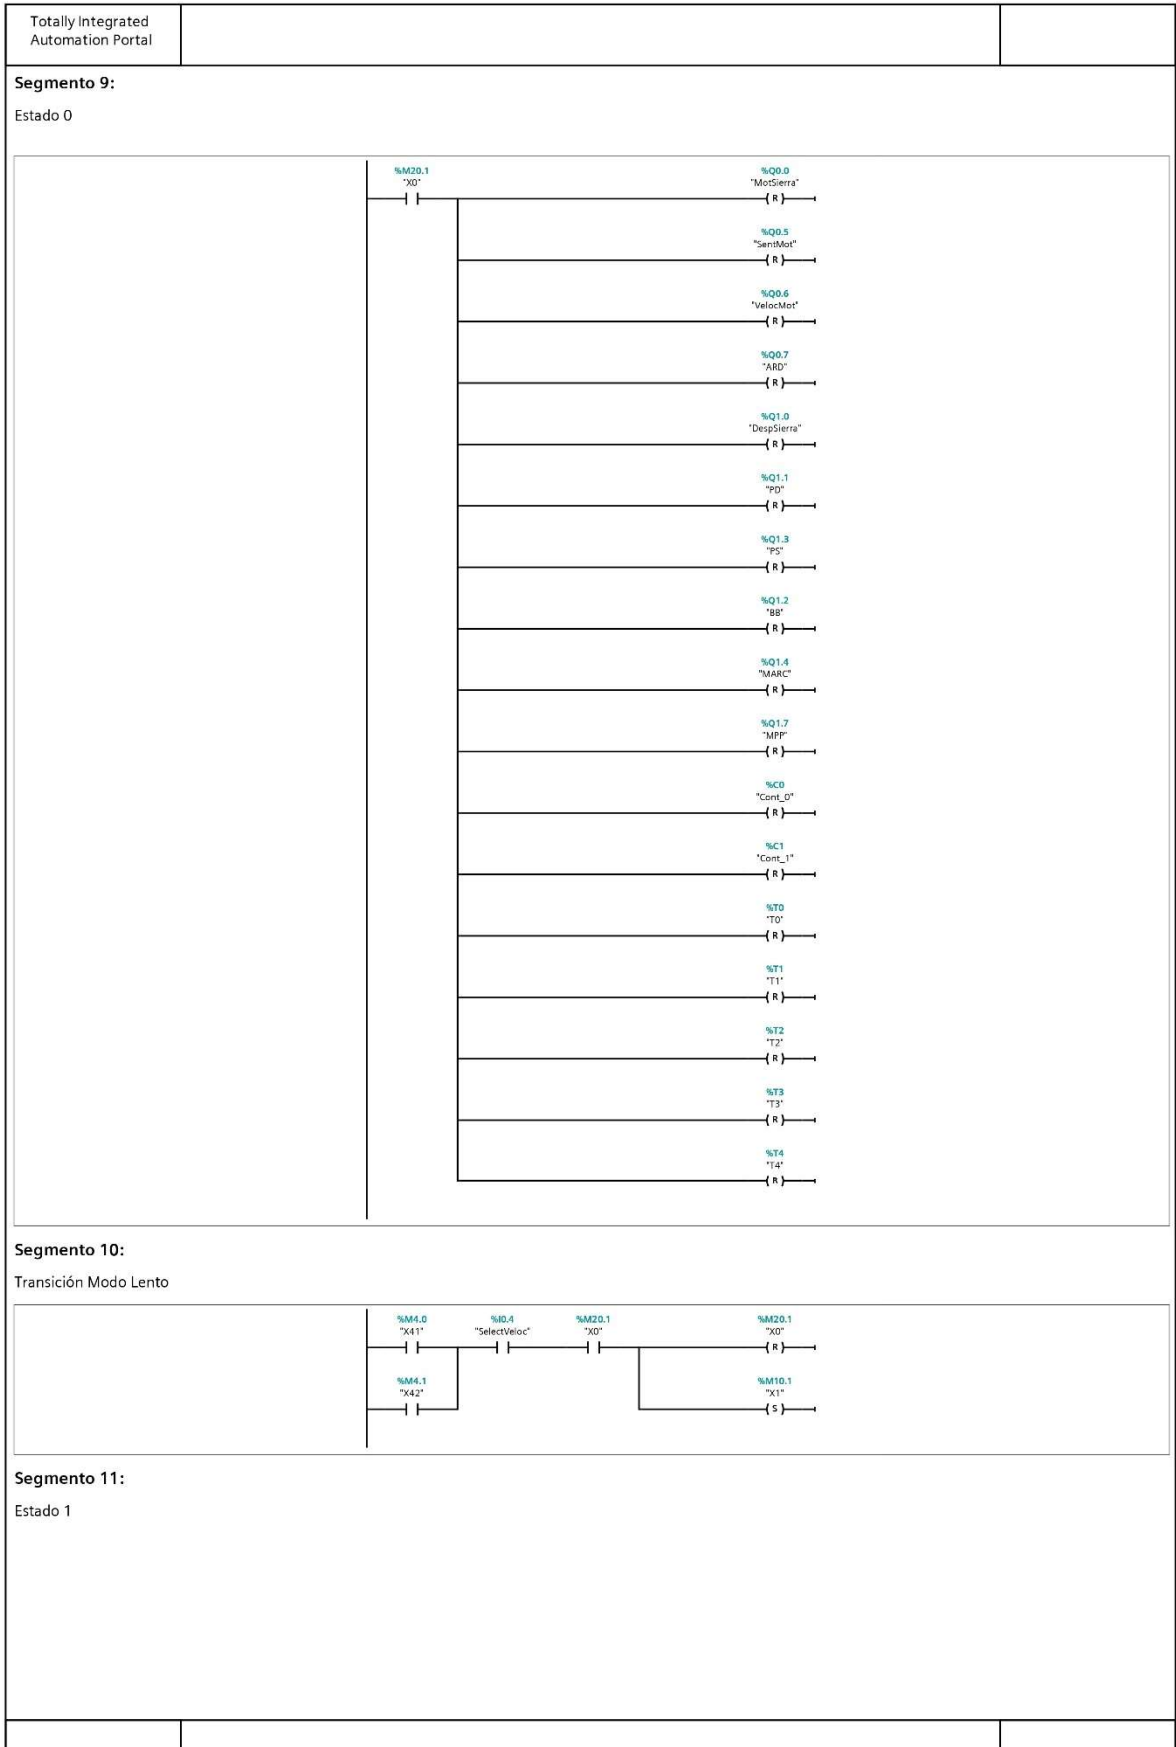 Totally Integrated
Automation Portal
Segmento 9:
Estado 0
%M20.1
"X0"
%Q0.0
"MotSierra"
R
%Q0.5
"SentMot"
R
%Q0.6
"VelocMot"
R
%Q0.7
"ARD"
R
%Q1.0
"DespSierra"
R
%Q1.1
"PD"
R
%Q1.3
"PS"
R
%Q1.2
"BB"
R
%Q1.4
"MARC"
R
%Q1.7
"MPP"
R
%C0
"Cont_0"
R
%C1
"Cont_1"
R
%T0
"T0"
R
%T1
"T1"
R
%T2
"T2"
R
%T3
"T3"
R
%T4
"T4"
R
Segmento 10:
Transición Modo Lento
%M4.0 %I0.4 %M20.1 %M20.1
"X41" "SelectVeloc" "X0" "X0"
R
%M4.1 %M10.1
"X42" "X1"
S
Segmento 11:
Estado 1